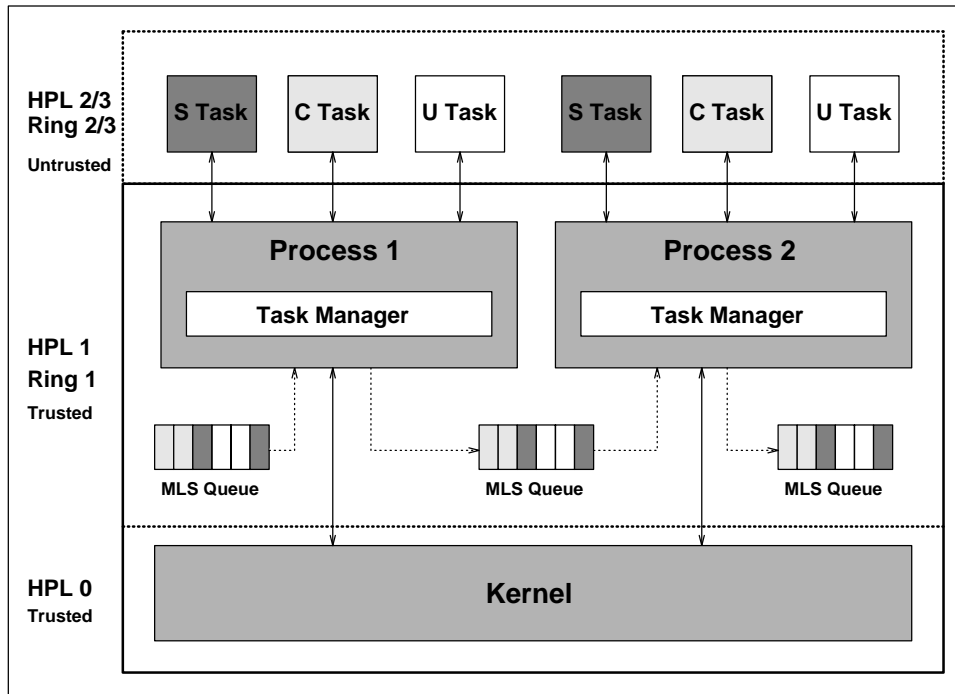 HPL 2/3
Ring 2/3
Untrusted
S Task
C Task
U Task
S Task
C Task
U Task
Process 1
Task Manager
Process 2
Task Manager
HPL 1
Ring 1
Trusted
MLS Queue
MLS Queue
MLS Queue
HPL 0
Trusted
Kernel